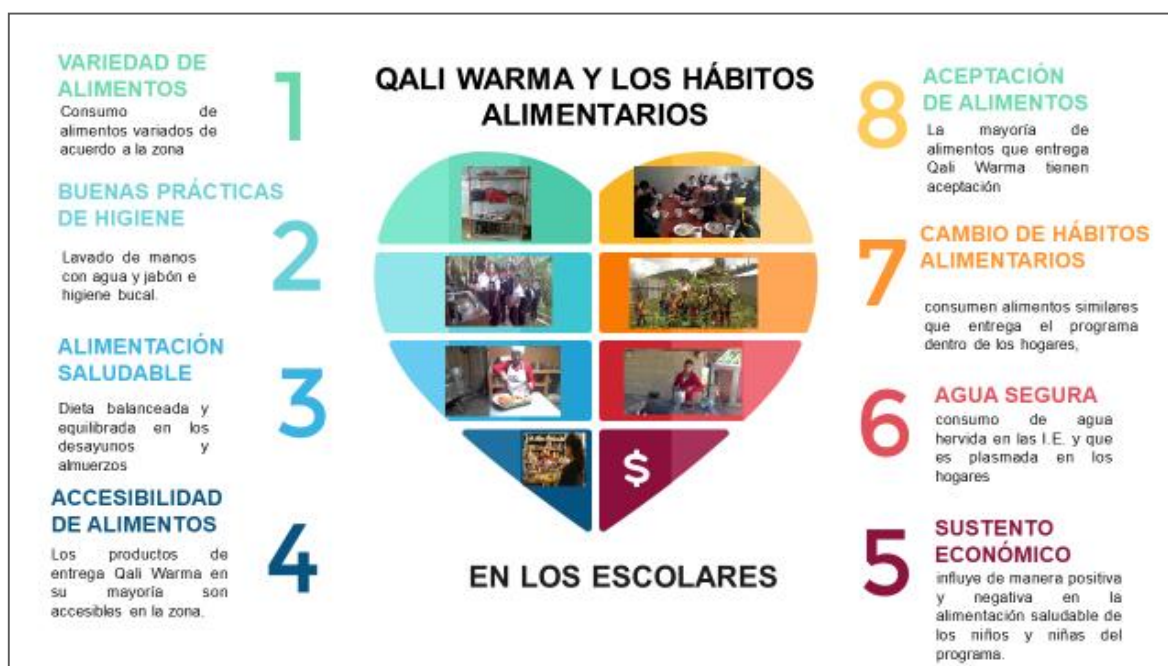 QALI WARMA Y LOS HÁBITOS
ALIMENTARIOS
VARIEDAD DE
ALIMENTOS
1
Consumo de
alimentos variados de
acuerdo a la zona
BUENAS PRÁCTICAS
DE HIGIENE
2
Lavado de manos
con agua y jabón e
higiene bucal.
ALIMENTACIÓN
SALUDABLE
3
Dieta balanceada y
equilibrada en los
desayunos y
almuerzos
ACCESIBILIDAD
DE ALIMENTOS
4
Los productos de
entrega Qali Warma en
su mayoría son
accesibles en la zona.
$
EN LOS ESCOLARES
8
ACEPTACIÓN
DE ALIMENTOS
La mayoría de
alimentos que entrega
Qali Warma tienen
aceptación
7
CAMBIO DE HÁBITOS
ALIMENTARIOS
consumen alimentos similares
que entrega el programa
dentro de los hogares,
6
AGUA SEGURA
consumo de agua
hervida en las I.E. y que
es plasmada en los
hogares
5
SUSTENTO
ECONÓMICO
influye de manera positiva
y negativa en la
alimentación saludable de
los niños y niñas del
programa.